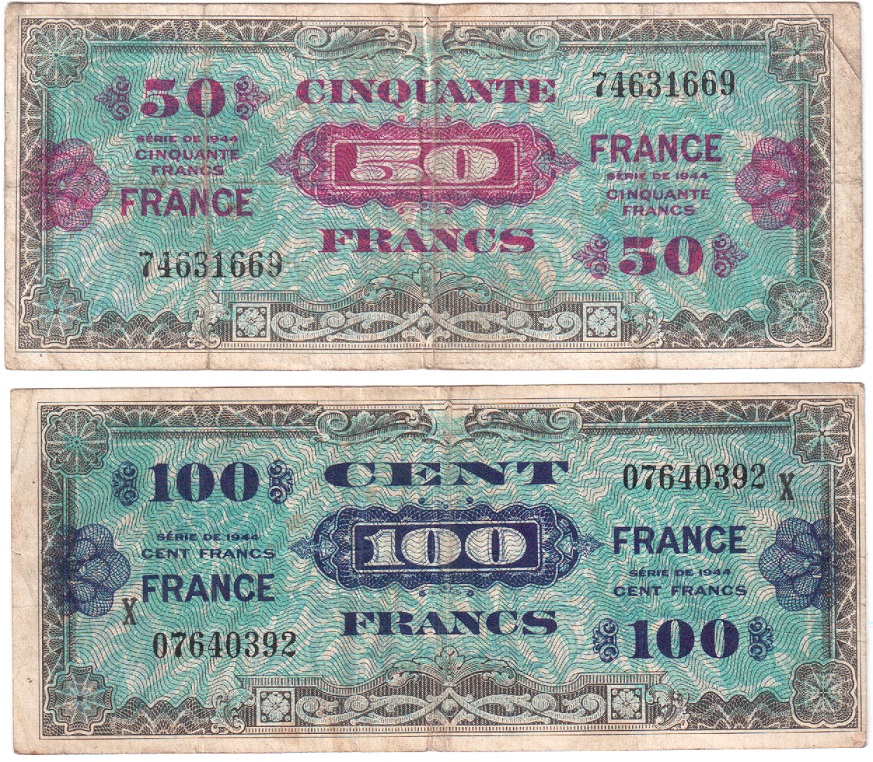 50 CINQUANTE 74631669
SÉRIE DE 1944
CINQUANTE
FRANCS
FRANCE
50
FRANCE
SÉRIE DE 1944
CINQUANTE
FRANCS
74631669 FRANCS 50
100 CENT 07640392 X
SÉRIE DE 1944
CENT FRANCS
FRANCE
100
FRANCE
SÉRIE DE 1944
CENT FRANCS
X 07640392 FRANCS 100